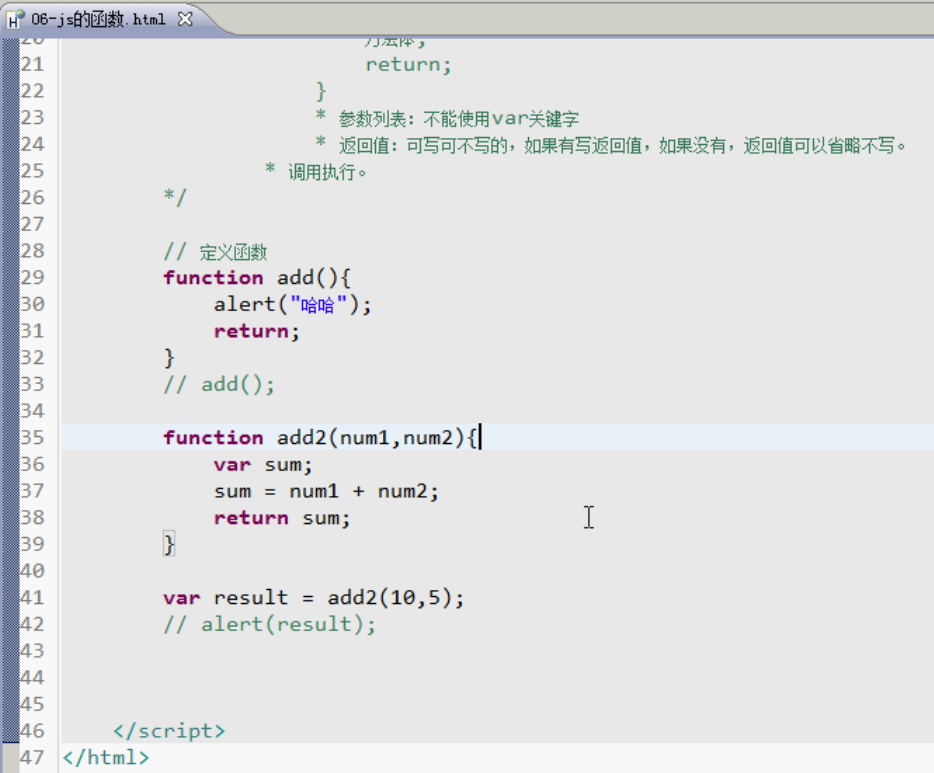 06-js的函数.html
20 方法体;
21 return;
22 }
23 * 参数列表: 不能使用var关键字
24 * 返回值: 可写可不写的, 如果有写返回值, 如果没有, 返回值可以省略不写。
25 * 调用执行。
26 */
27
28 // 定义函数
29 function add(){
30 alert("哈哈");
31 return;
32 }
33 // add();
34
35 function add2(num1,num2){
36 var sum;
37 sum = num1 + num2;
38 return sum;
39 }
40
41 var result = add2(10,5);
42 // alert(result);
43
44
45
46 </script>
47 </html>